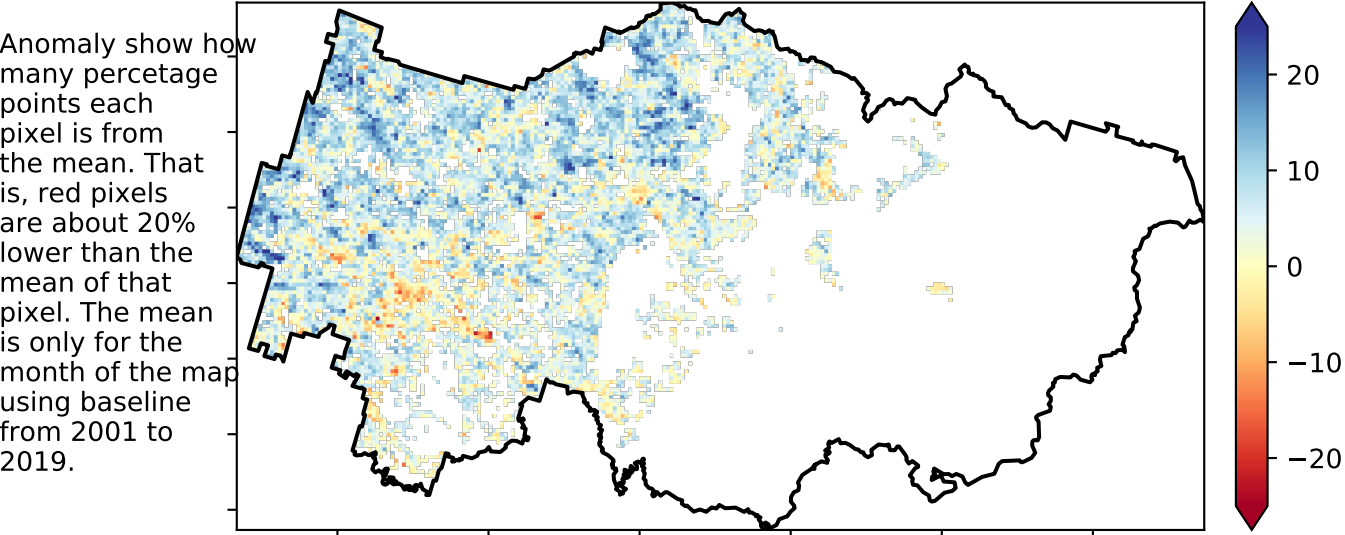 Anomaly show how
many percetage
points each
pixel is from
the mean. That
is, red pixels
are about 20%
lower than the
mean of that
pixel. The mean
is only for the
month of the map
using baseline
from 2001 to
2019.
20
10
0
−10
−20